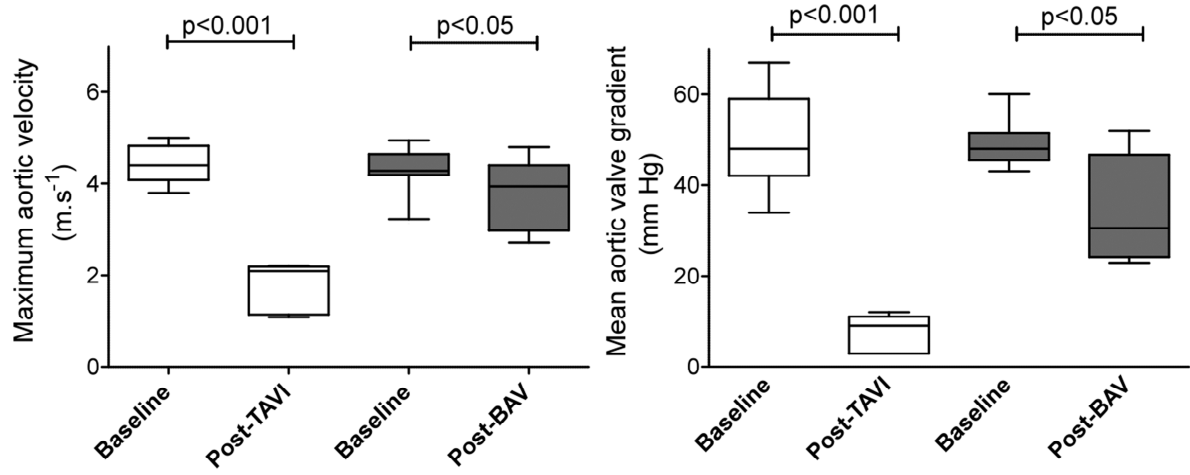 p<0.001
p<0.05
Maximum aortic velocity
(m.s-1)
6
4
2
0
Baseline
Post-TAVI
Baseline
Post-BAV
p<0.001
p<0.05
Mean aortic valve gradient
(mm Hg)
60
40
20
0
Baseline
Post-TAVI
Baseline
Post-BAV